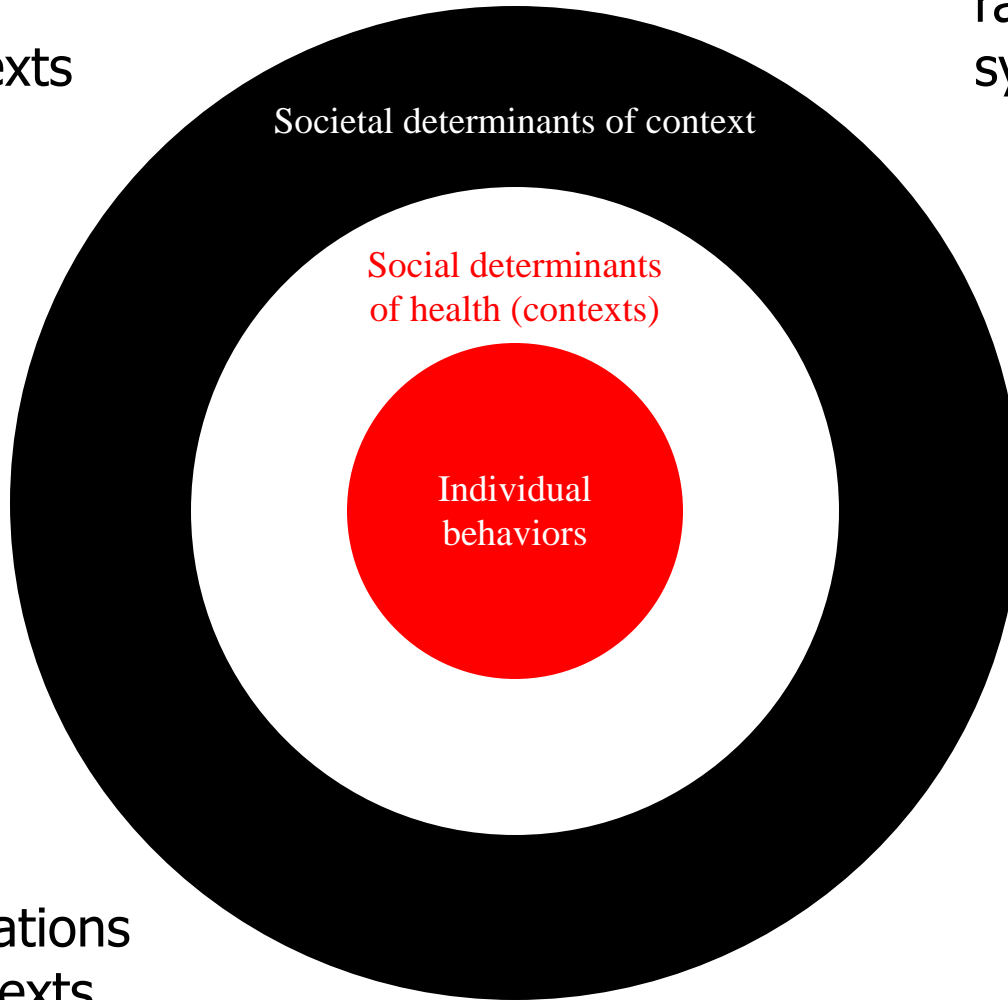 Societal determinants of context
Social determinants
of health (contexts)
Individual
behaviors